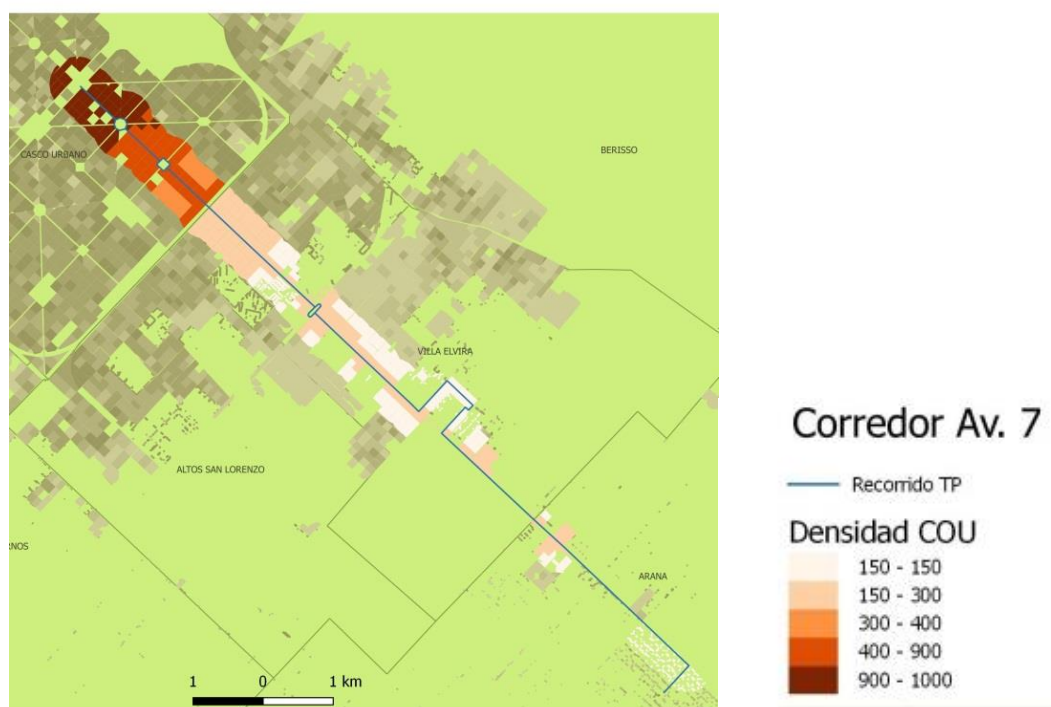 CASCO URBANO
BERISSO
VILLA ELVIRA
ALTOS SAN LORENZO
RNOS
ARANA
1 0 1 km
Corredor Av. 7
Recorrido TP
Densidad COU
150 - 150
150 - 300
300 - 400
400 - 900
900 - 1000